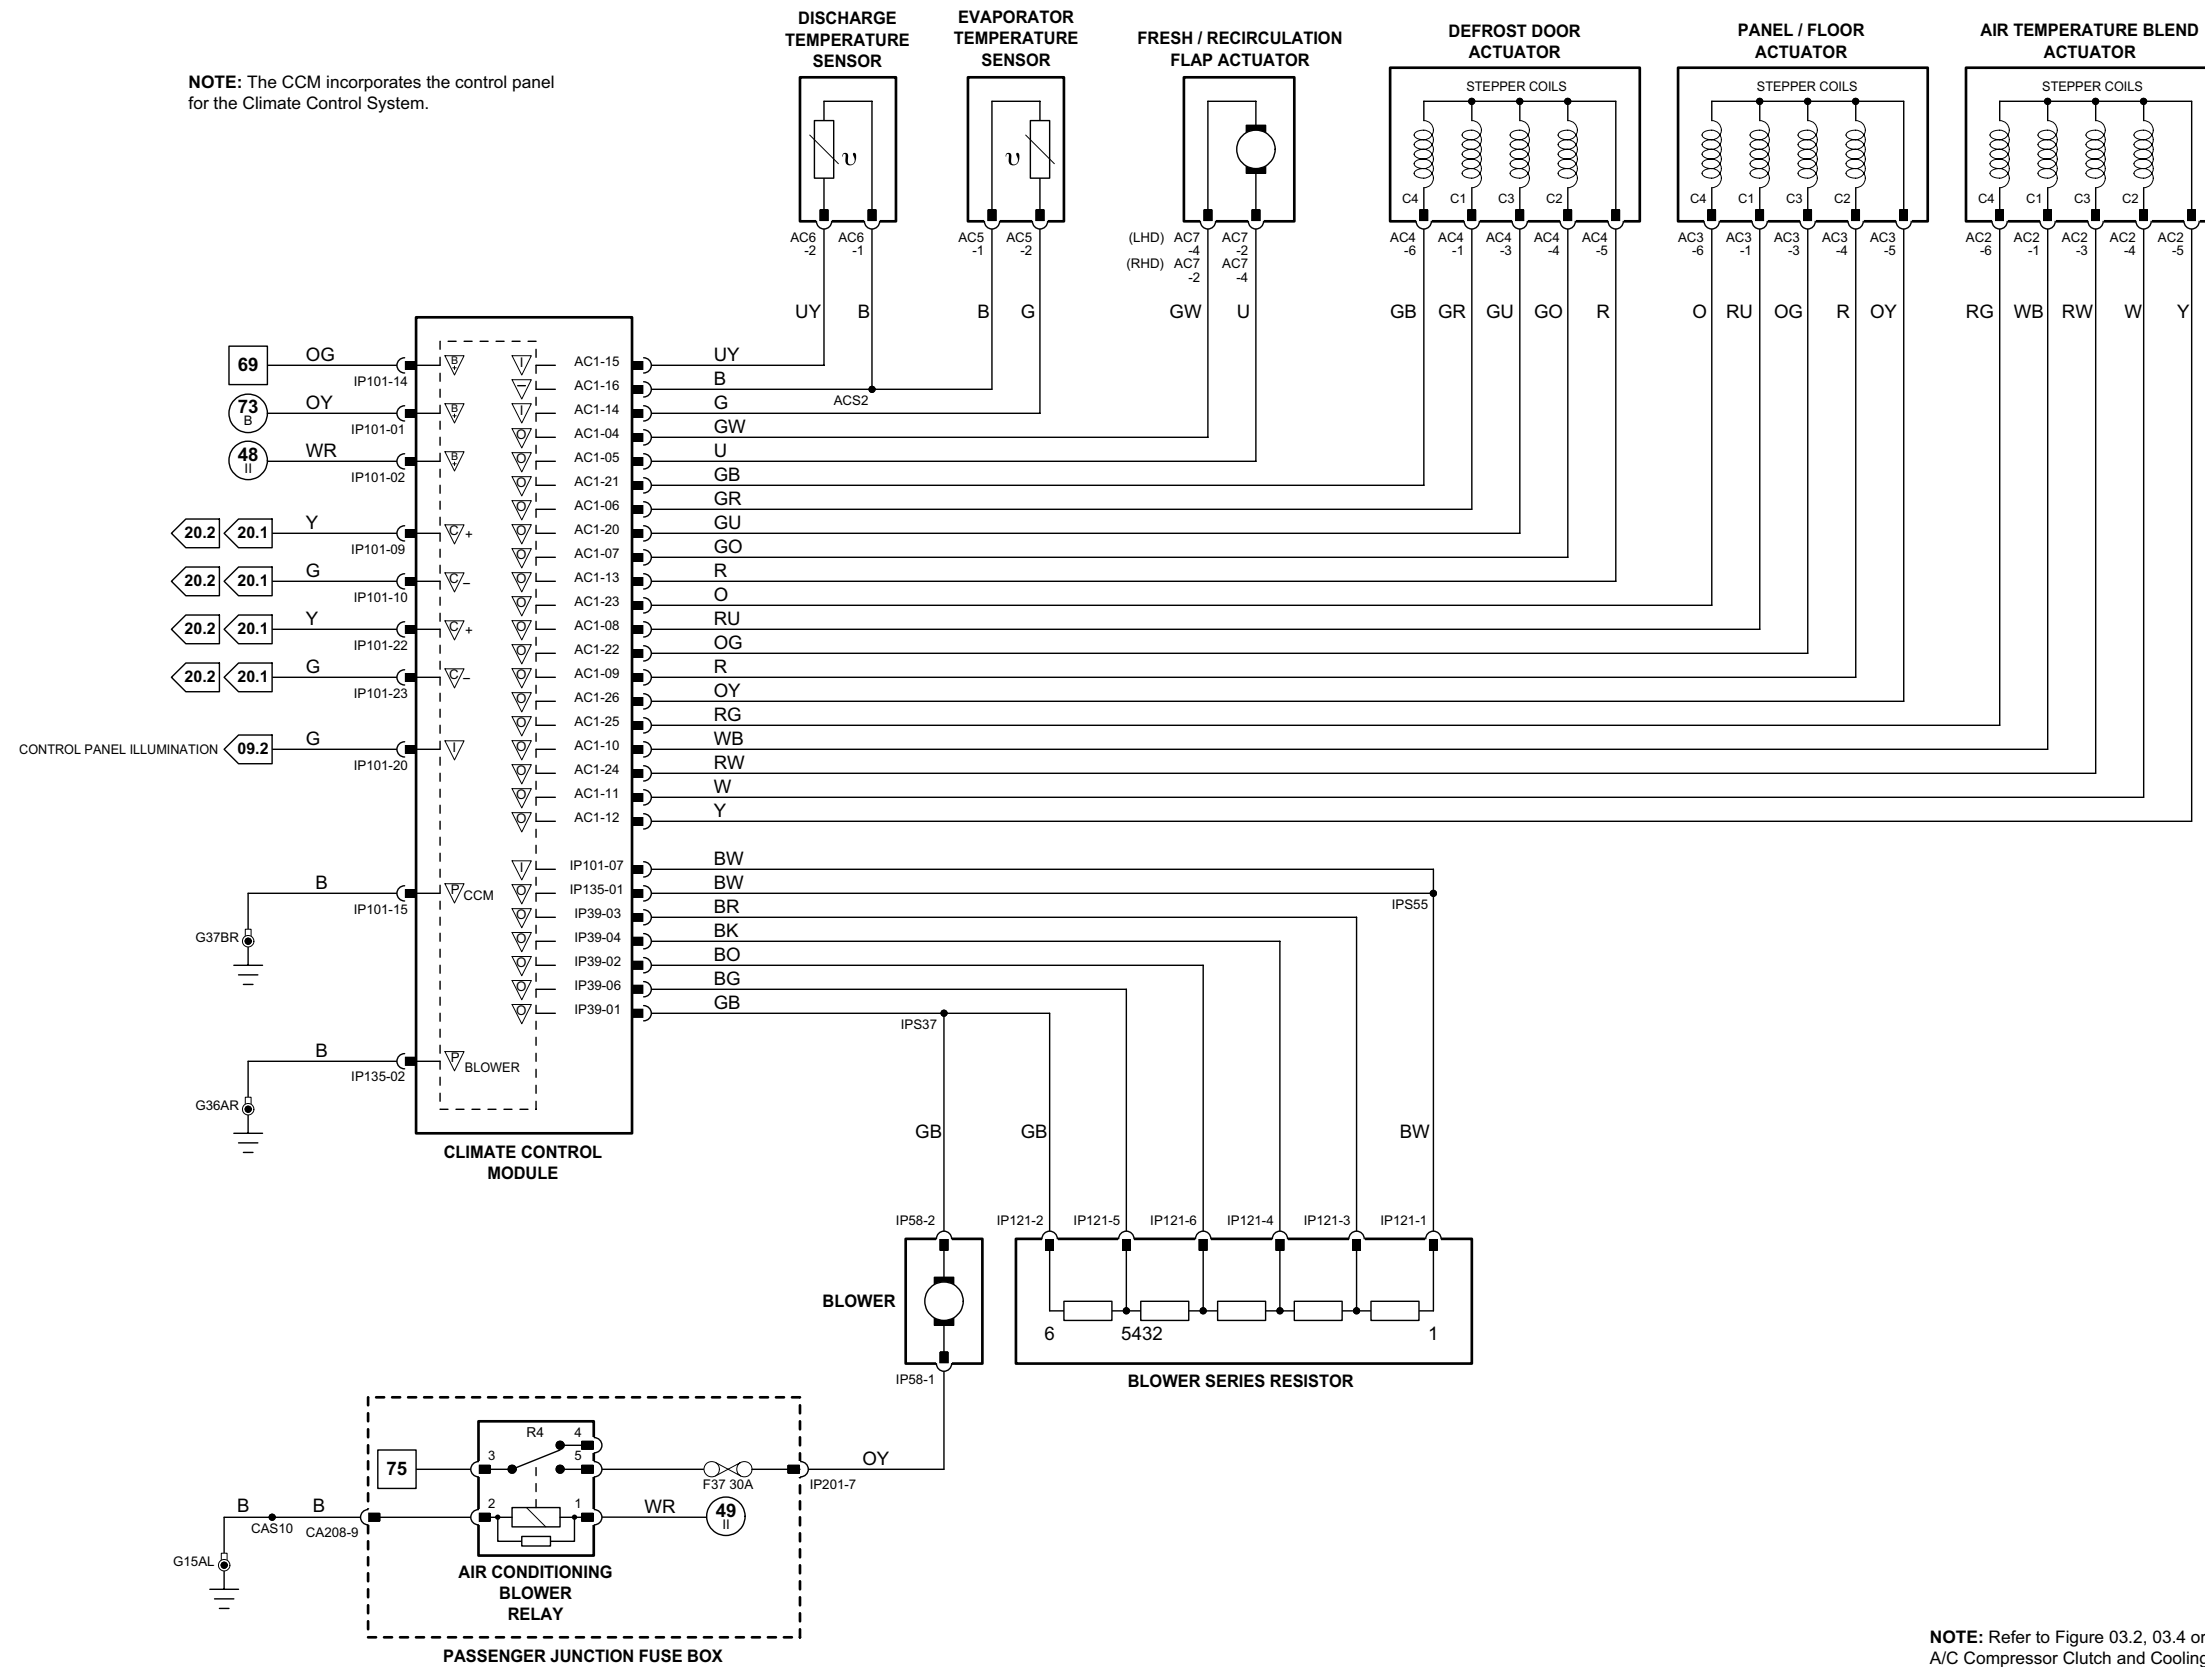 DISCHARGE
TEMPERATURE
SENSOR
EVAPORATOR
TEMPERATURE
SENSOR
FRESH / RECIRCULATION
FLAP ACTUATOR
DEFROST DOOR
ACTUATOR
PANEL / FLOOR
ACTUATOR
AIR TEMPERATURE BLEND
ACTUATOR
NOTE: The CCM incorporates the control panel
for the Climate Control System.
STEPPER COILS
STEPPER COILS
STEPPER COILS
υ
υ
C4 C1 C3 C2
C4 C1 C3 C2
C4 C1 C3 C2
AC6
-2
AC6
-1
AC5
-1
AC5
-2
(LHD) AC7
-4
AC7
-2
(RHD) AC7
-2
AC7
-4
AC4
-6
AC4
-1
AC4
-3
AC4
-4
AC4
-5
AC3
-6
AC3
-1
AC3
-3
AC3
-4
AC3
-5
AC2
-6
AC2
-1
AC2
-3
AC2
-4
AC2
-5
UY B B G GW U GB GR GU GO R O RU OG R OY RG WB RW W Y
69 OG IP101-14 B+
73 B OY IP101-01 B+
48 II WR IP101-02 B+
20.2 20.1 Y IP101-09 C +
20.2 20.1 G IP101-10 C –
20.2 20.1 Y IP101-22 C +
20.2 20.1 G IP101-23 C –
CONTROL PANEL ILLUMINATION 09.2 G IP101-20 I
B IP101-15 P CCM
G37BR
B IP135-02 P BLOWER
G36AR
I AC1-15 UY
– AC1-16 B
ACS2
I AC1-14 G
O AC1-04 GW
O AC1-05 U
O AC1-21 GB
O AC1-06 GR
O AC1-20 GU
O AC1-07 GO
O AC1-13 R
O AC1-23 O
O AC1-08 RU
O AC1-22 OG
O AC1-09 R
O AC1-26 OY
O AC1-25 RG
O AC1-10 WB
O AC1-24 RW
O AC1-11 W
O AC1-12 Y
I IP101-07 BW
O IP135-01 BW
IPS55
O IP39-03 BR
O IP39-04 BK
O IP39-02 BO
O IP39-06 BG
O IP39-01 GB
IPS37
CLIMATE CONTROL
MODULE
GB GB BW
IP58-2 IP121-2 IP121-5 IP121-6 IP121-4 IP121-3 IP121-1
BLOWER
6 5432 1
IP58-1
BLOWER SERIES RESISTOR
R4 4
75 3 5
F37 30A
IP201-7
OY
B B 2 1 WR 49
II
CAS10 CA208-9
G15AL
AIR CONDITIONING
BLOWER
RELAY
PASSENGER JUNCTION FUSE BOX
NOTE: Refer to Figure 03.2, 03.4 or
A/C Compressor Clutch and Cooling